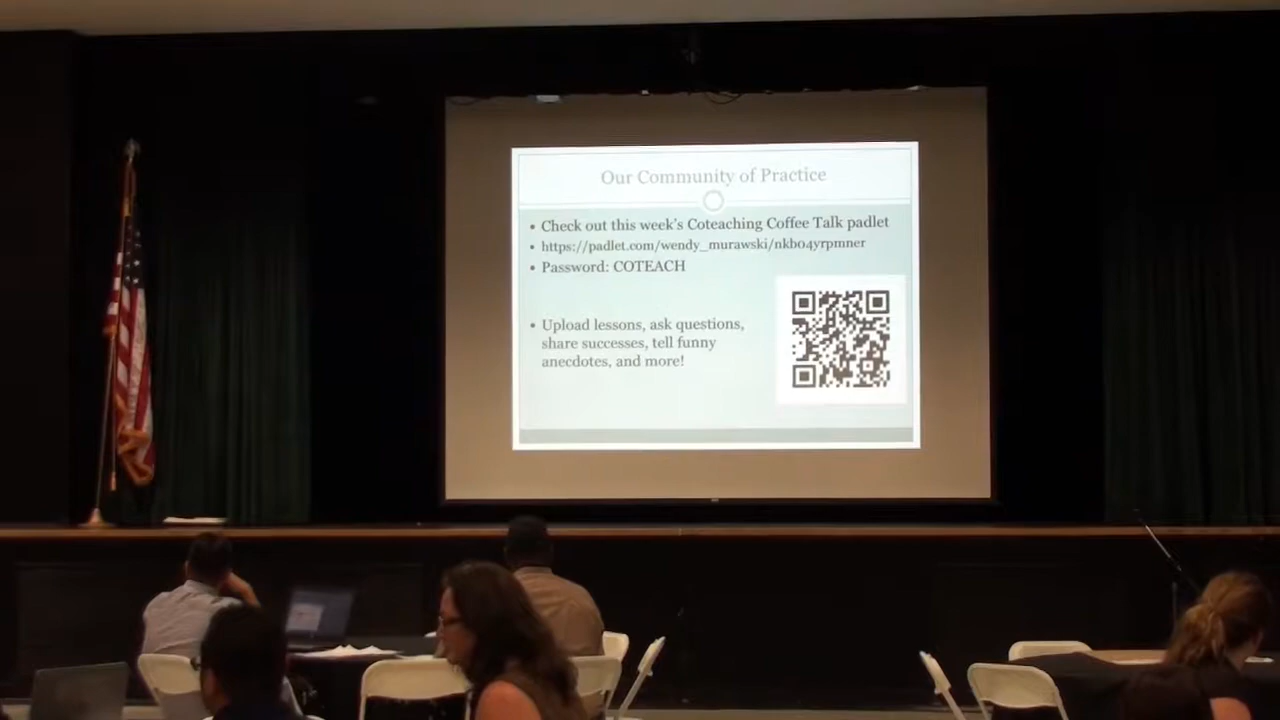 Our Community of Practice
• Check out this week's Coteaching Coffee Talk padlet
• https://padlet.com/wendy_murawski/nkbo4yrpmner
• Password: COTEACH
• Upload lessons, ask questions,
share successes, tell funny
anecdotes, and more!